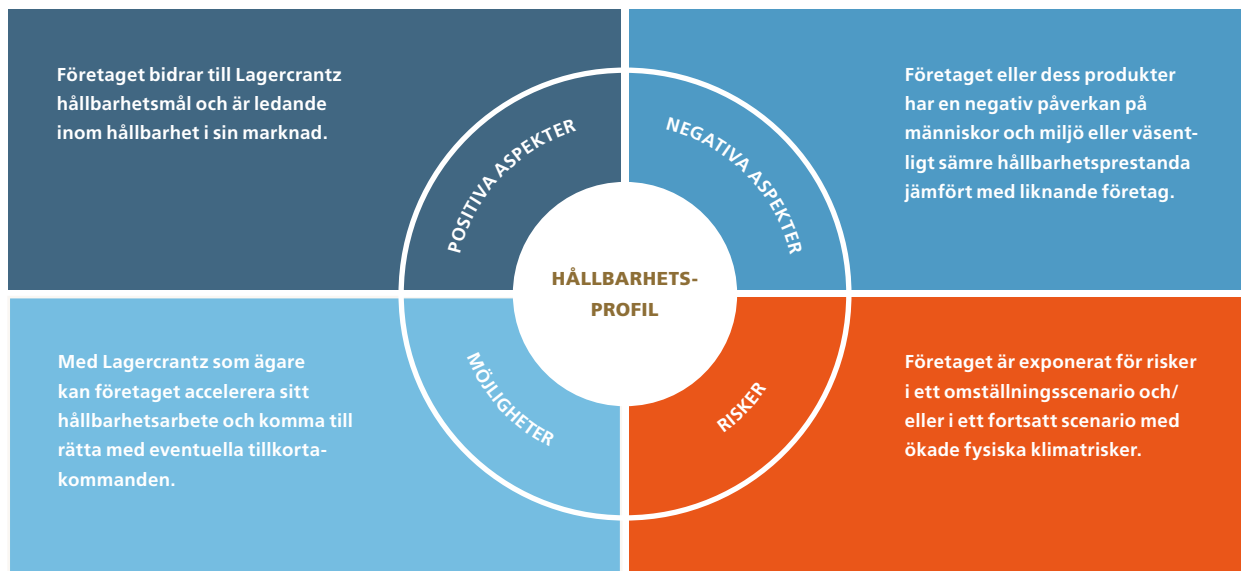 Företaget bidrar till Lagercrantz
hållbarhetsmål och är ledande
inom hållbarhet i sin marknad.
POSITIVA ASPEKTER
NEGATIVA ASPEKTER
Företaget eller dess produkter
har en negativ påverkan på
människor och miljö eller väsent-
ligt sämre hållbarhetsprestanda
jämfört med liknande företag.
HÅLLBARHETS-
PROFIL
Med Lagercrantz som ägare
kan företaget accelerera sitt
hållbarhetsarbete och komma till
rätta med eventuella tillkorta-
kommanden.
MÖJLIGHETER
RISKER
Företaget är exponerat för risker
i ett omställningsscenario och/
eller i ett fortsatt scenario med
ökade fysiska klimatrisker.